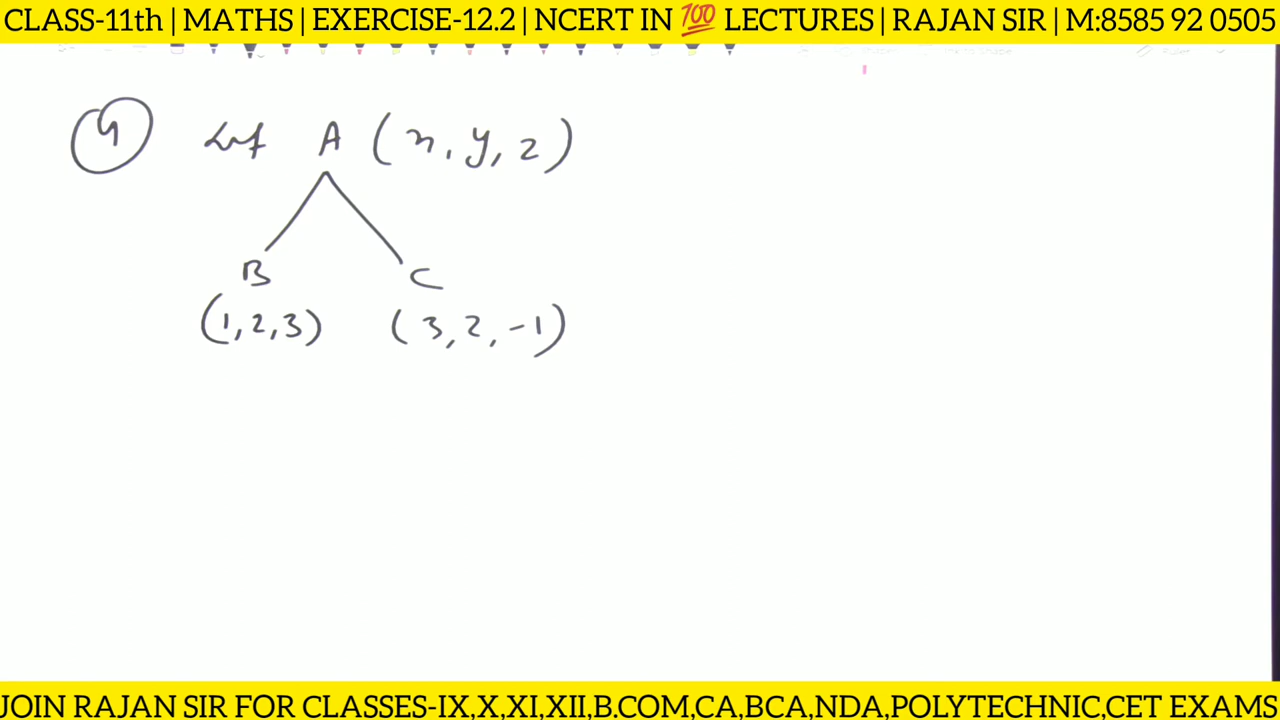 CLASS-11th | MATHS | EXERCISE-12.2 | NCERT IN 💯 LECTURES | RAJAN SIR | M:8585 92 0505
4 Let A (x, y, z)
B C
(1, 2, 3) (3, 2, -1)
JOIN RAJAN SIR FOR CLASSES-IX,X,XI,XII,B.COM,CA,BCA,NDA,POLYTECHNIC,CET EXAMS